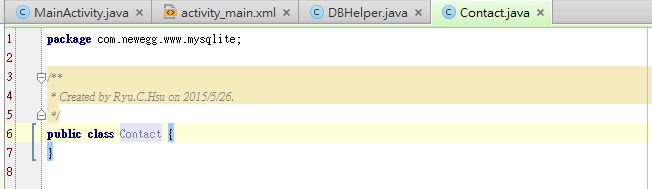 MainActivity.java activity_main.xml DBHelper.java Contact.java
1 package com.newegg.www.mysqlite;
2
3 /**
4 * Created by Ryu.C.Hsu on 2015/5/26.
5 */
6 public class Contact {
7 }
8